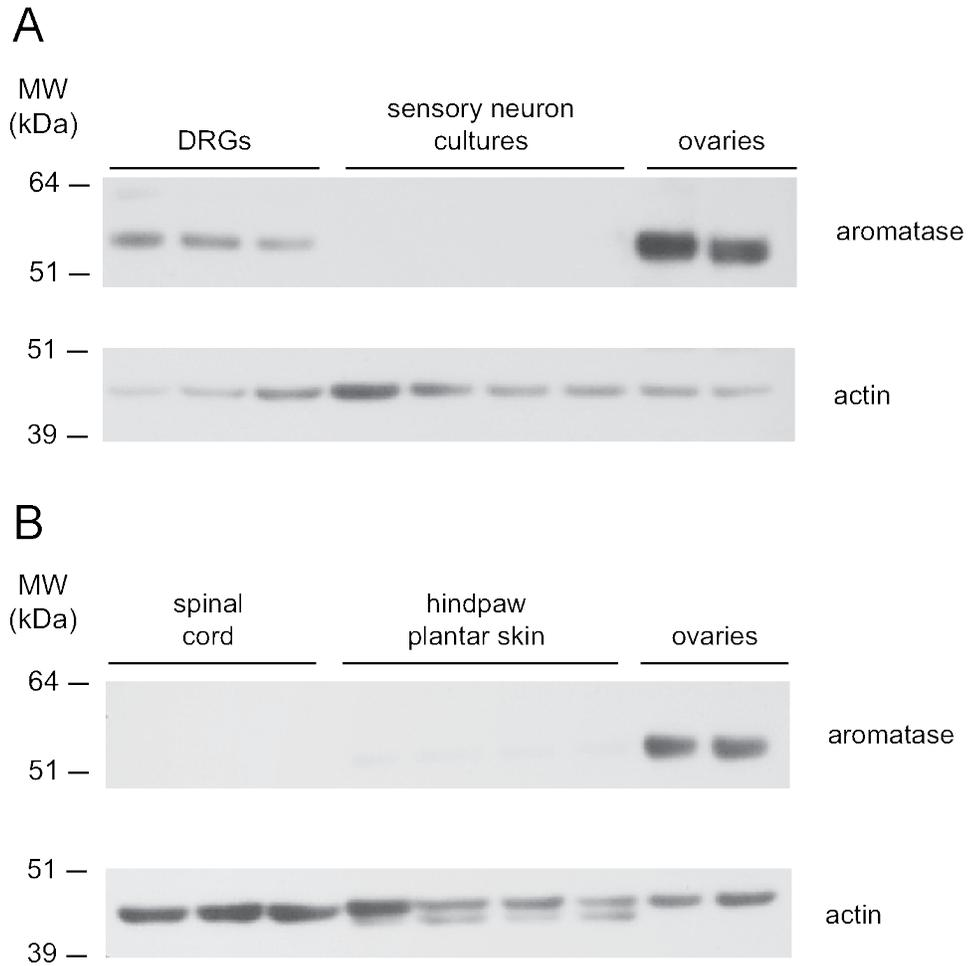 A
MW
(kDa)
DRGs
sensory neuron
cultures
ovaries
64
51
aromatase
51
39
actin
B
MW
(kDa)
spinal
cord
hindpaw
plantar skin
ovaries
64
51
aromatase
51
39
actin